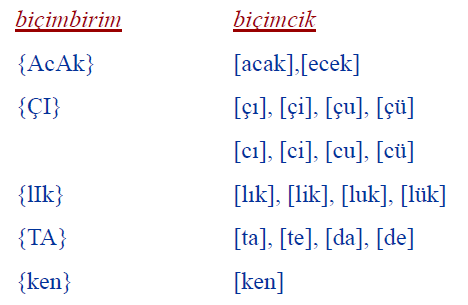 biçimbirim biçimcik
{AcAk} [acak],[ecek]
{ÇI} [çı], [çi], [çu], [çü]
[cı], [ci], [cu], [cü]
{lIk} [lık], [lik], [luk], [lük]
{TA} [ta], [te], [da], [de]
{ken} [ken]